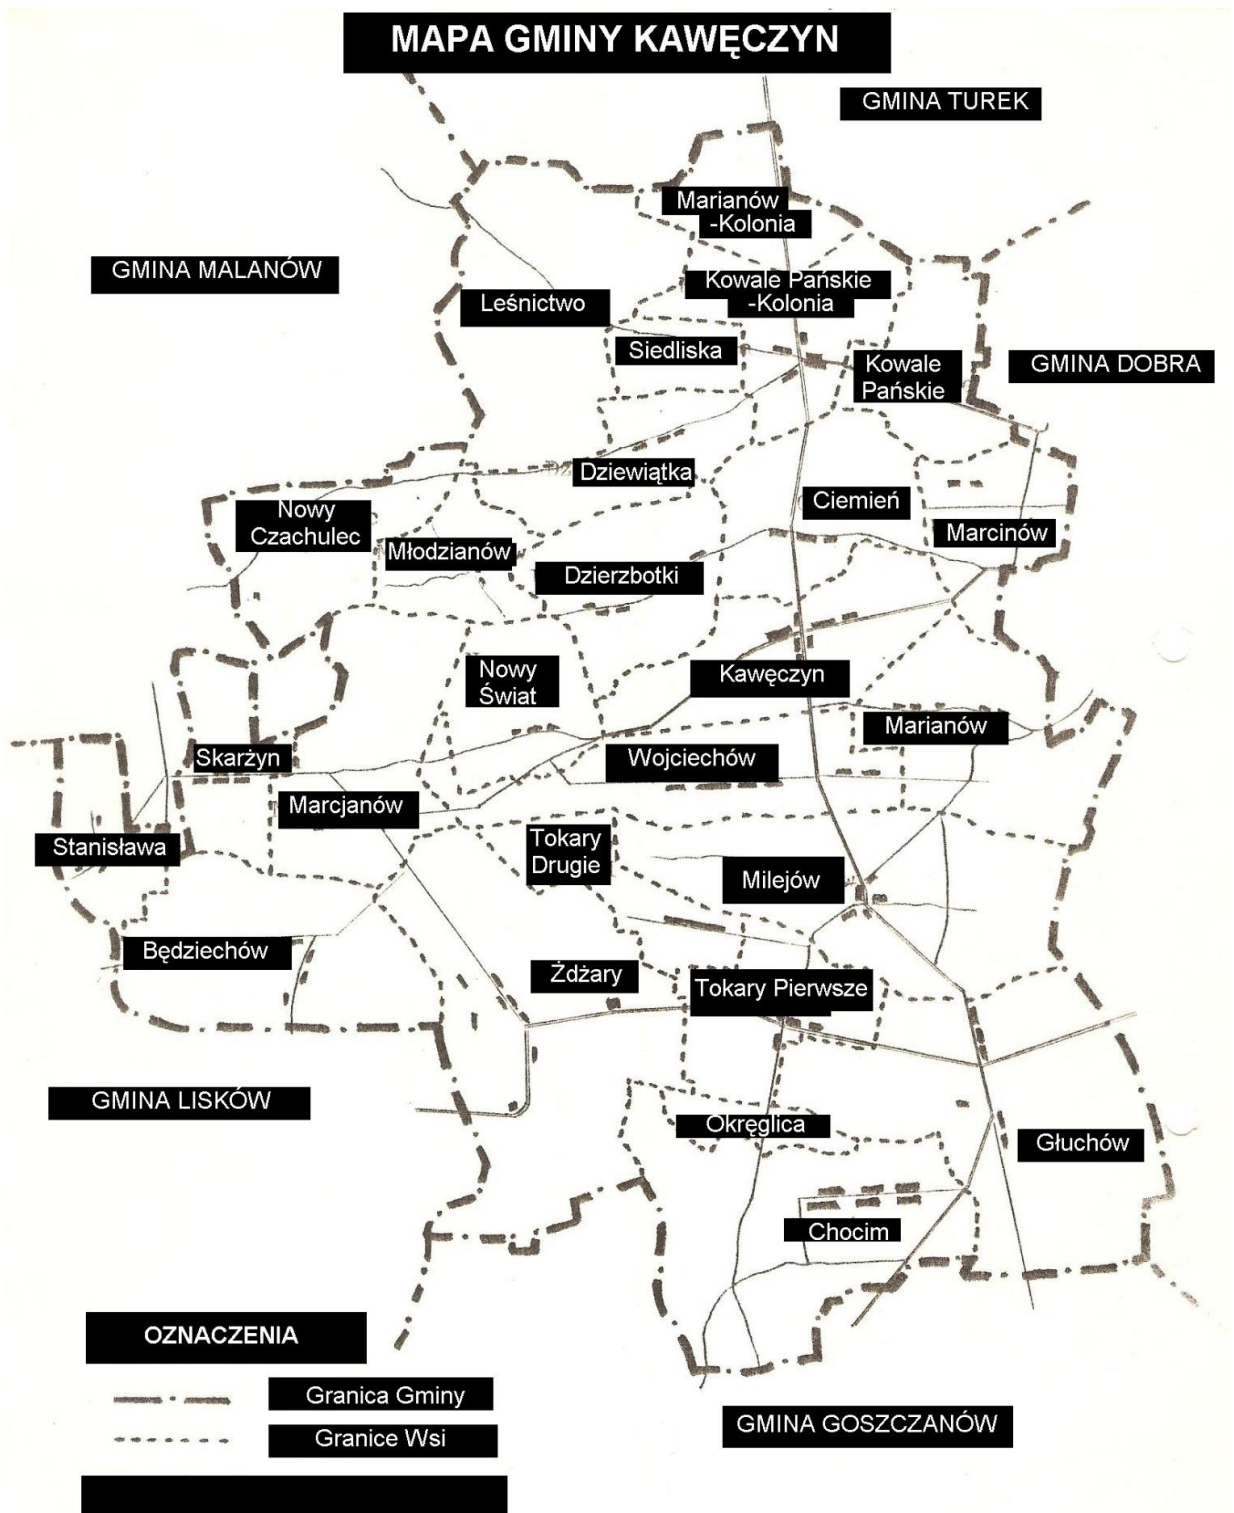 MAPA GMINY KAWĘCZYN
GMINA TUREK
Marianów
-Kolonia
GMINA MALANÓW
Kowale Pańskie
-Kolonia
Leśnictwo
Siedliska
Kowale
Pańskie
GMINA DOBRA
Dziewiątka
Ciemień
Nowy
Czachulec
Marcinów
Młodzianów
Dzierzbotki
Nowy
Świat
Kawęczyn
Marianów
Skarżyn
Wojciechów
Marcjanów
Tokary
Drugie
Stanisława
Milejów
Będziechów
Żdżary
Tokary Pierwsze
GMINA LISKÓW
Okręglica
Głuchów
Chocim
OZNACZENIA
Granica Gminy
Granice Wsi
GMINA GOSZCZANÓW